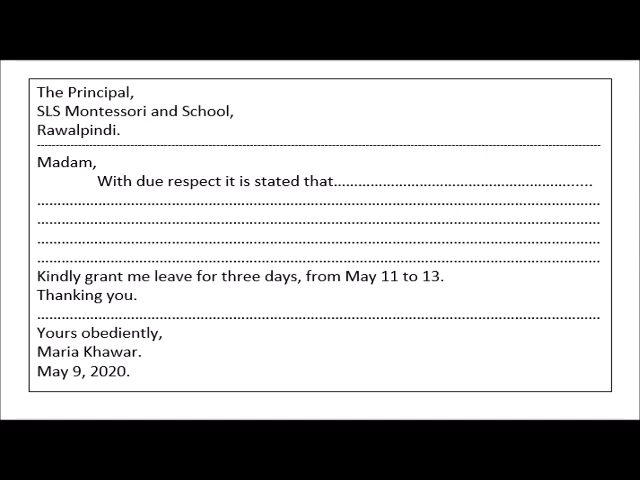 The Principal,
SLS Montessori and School,
Rawalpindi.
Madam,
With due respect it is stated that................................................................
................................................................................................................
................................................................................................................
................................................................................................................
................................................................................................................
Kindly grant me leave for three days, from May 11 to 13.
Thanking you.
................................................................................................................
Yours obediently,
Maria Khawar.
May 9, 2020.